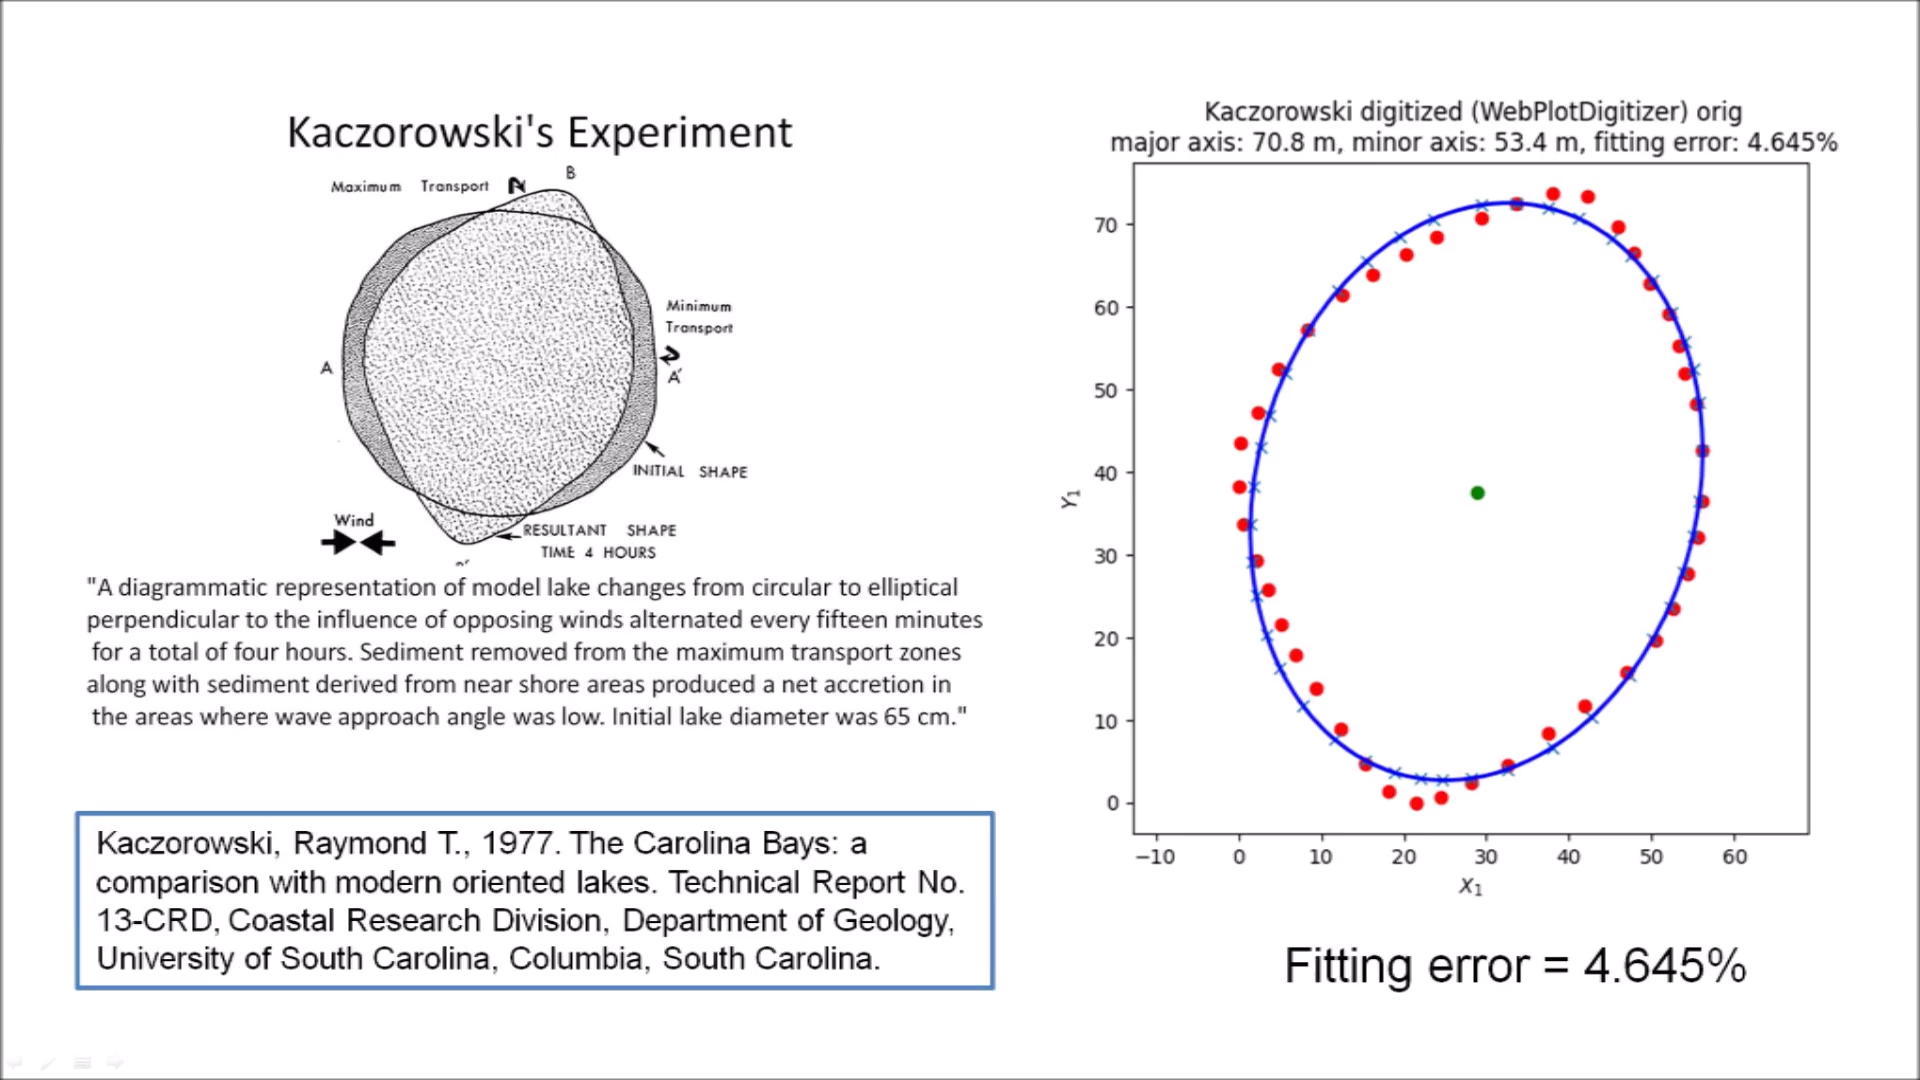 Kaczorowski's Experiment
Maximum Transport
B
Minimum
Transport
A
A'
INITIAL SHAPE
Wind
RESULTANT SHAPE
TIME 4 HOURS
"A diagrammatic representation of model lake changes from circular to elliptical
perpendicular to the influence of opposing winds alternated every fifteen minutes
for a total of four hours. Sediment removed from the maximum transport zones
along with sediment derived from near shore areas produced a net accretion in
the areas where wave approach angle was low. Initial lake diameter was 65 cm."
Kaczorowski, Raymond T., 1977. The Carolina Bays: a
comparison with modern oriented lakes. Technical Report No.
13-CRD, Coastal Research Division, Department of Geology,
University of South Carolina, Columbia, South Carolina.
Kaczorowski digitized (WebPlotDigitizer) orig
major axis: 70.8 m, minor axis: 53.4 m, fitting error: 4.645%
70
60
50
40
30
20
10
0
Y₁
−10 0 10 20 30 40 50 60
X₁
Fitting error = 4.645%